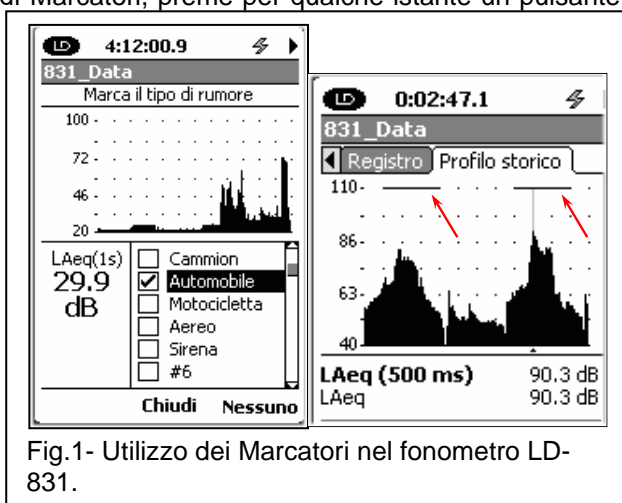 di Marcatori, preme per qualche istante un pulsante
LD 4:12:00.9
831_Data
Marca il tipo di rumore
100
72
46
20
LAeq(1s)
29.9
dB
Cammion
Automobile
Motocicletta
Aereo
Sirena
#6
Chiudi Nessuno
LD 0:02:47.1
831_Data
Registro Profilo storico
110
86
63
40
LAeq (500 ms) 90.3 dB
LAeq 90.3 dB
Fig.1- Utilizzo dei Marcatori nel fonometro LD-
831.